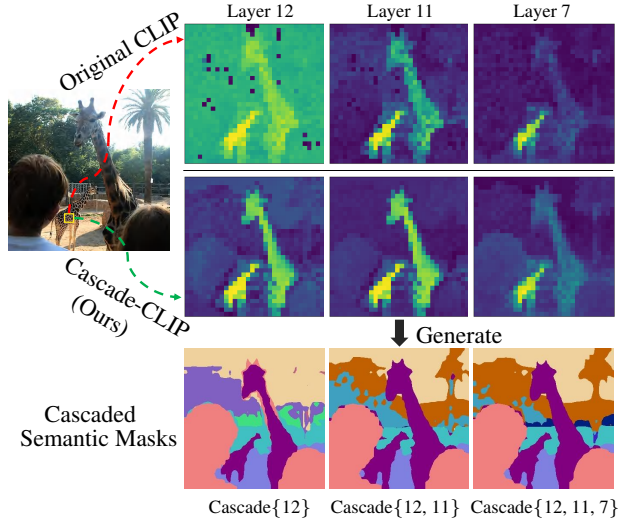 Layer 12 Layer 11 Layer 7
Original CLIP
Cascade-CLIP
(Ours)
Generate
Cascaded
Semantic Masks
Cascade{12} Cascade{12, 11} Cascade{12, 11, 7}